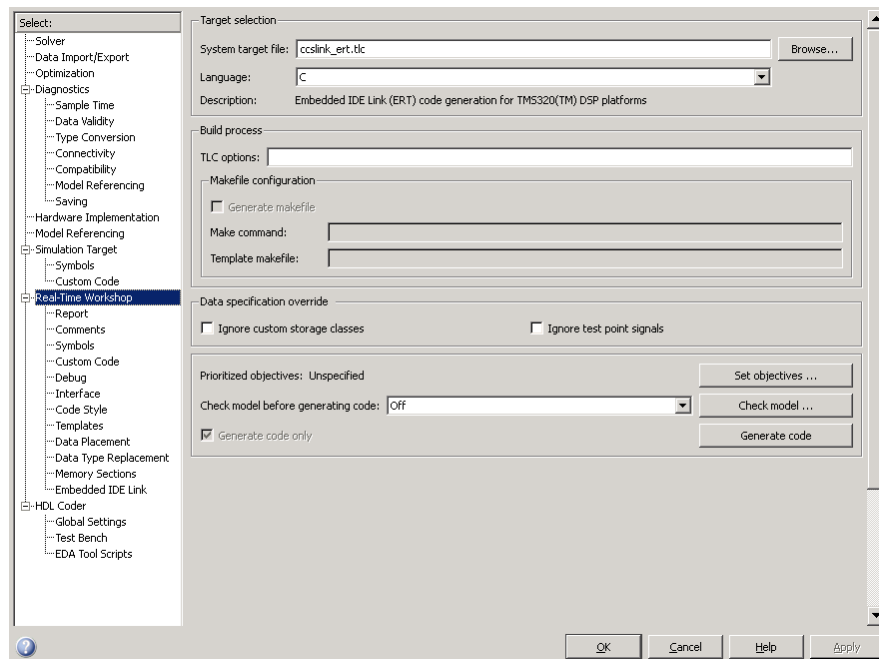 Select:
Solver
Data Import/Export
Optimization
Diagnostics
Sample Time
Data Validity
Type Conversion
Connectivity
Compatibility
Model Referencing
Saving
Hardware Implementation
Model Referencing
Simulation Target
Symbols
Custom Code
Real-Time Workshop
Report
Comments
Symbols
Custom Code
Debug
Interface
Code Style
Templates
Data Placement
Data Type Replacement
Memory Sections
Embedded IDE Link
HDL Coder
Global Settings
Test Bench
EDA Tool Scripts
Target selection
System target file: ccslink_ert.tlc Browse...
Language: C
Description: Embedded IDE Link (ERT) code generation for TMS320(TM) DSP platforms
Build process
TLC options:
Makefile configuration
Generate makefile
Make command:
Template makefile:
Data specification override
Ignore custom storage classes Ignore test point signals
Prioritized objectives: Unspecified Set objectives ...
Check model before generating code: Off Check model ...
Generate code only Generate code
OK Cancel Help Apply